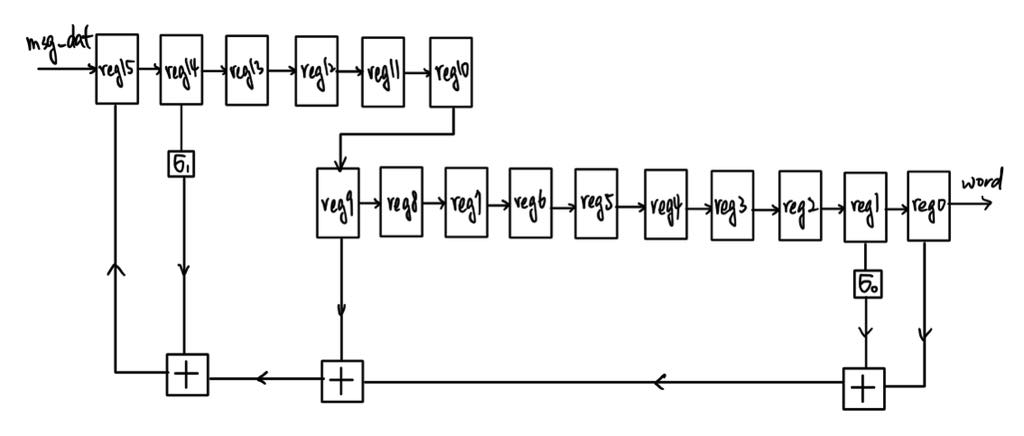 msg_dat
reg15 reg14 reg13 reg12 reg11 reg10
reg9 reg8 reg7 reg6 reg5 reg4 reg3 reg2 reg1 reg0
word
σ₁
σ₀
+ + +